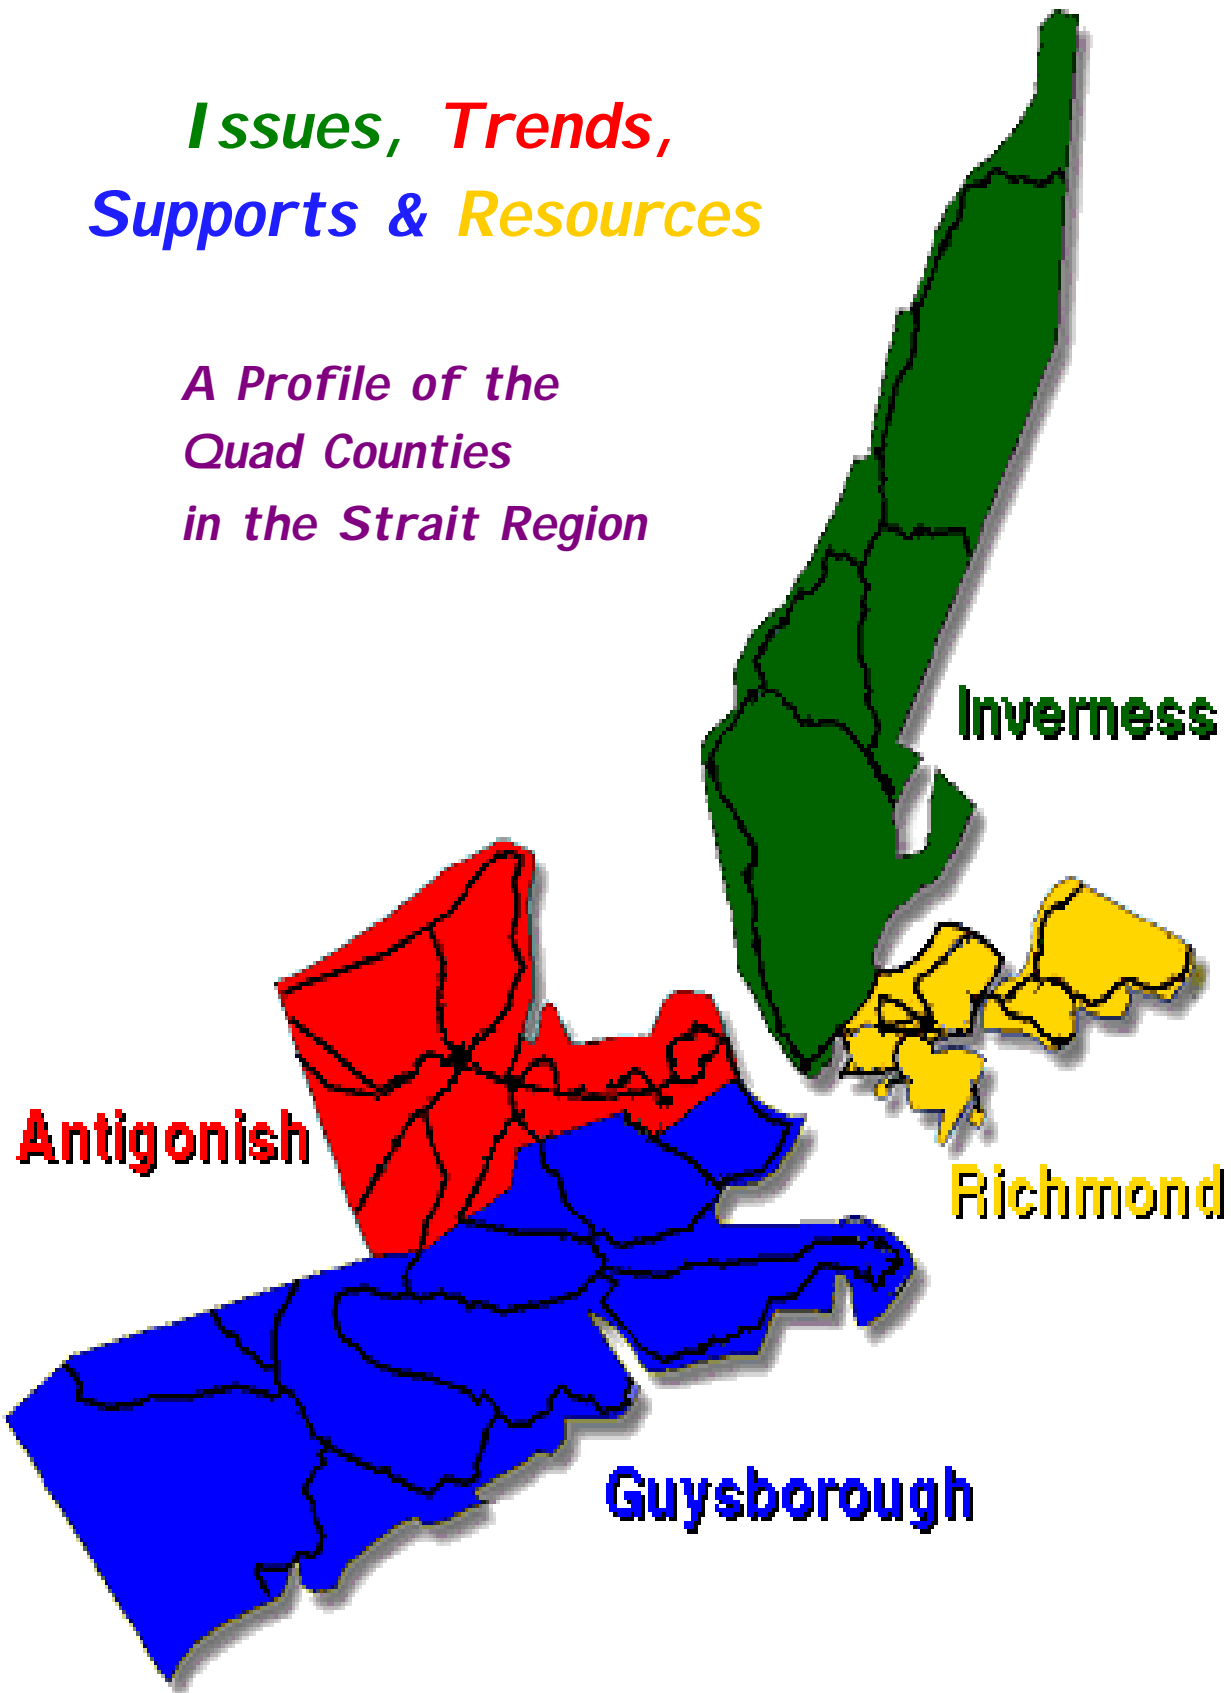 Issues, Trends,
Supports & Resources
A Profile of the
Quad Counties
in the Strait Region
Inverness
Antigonish
Richmond
Guysborough